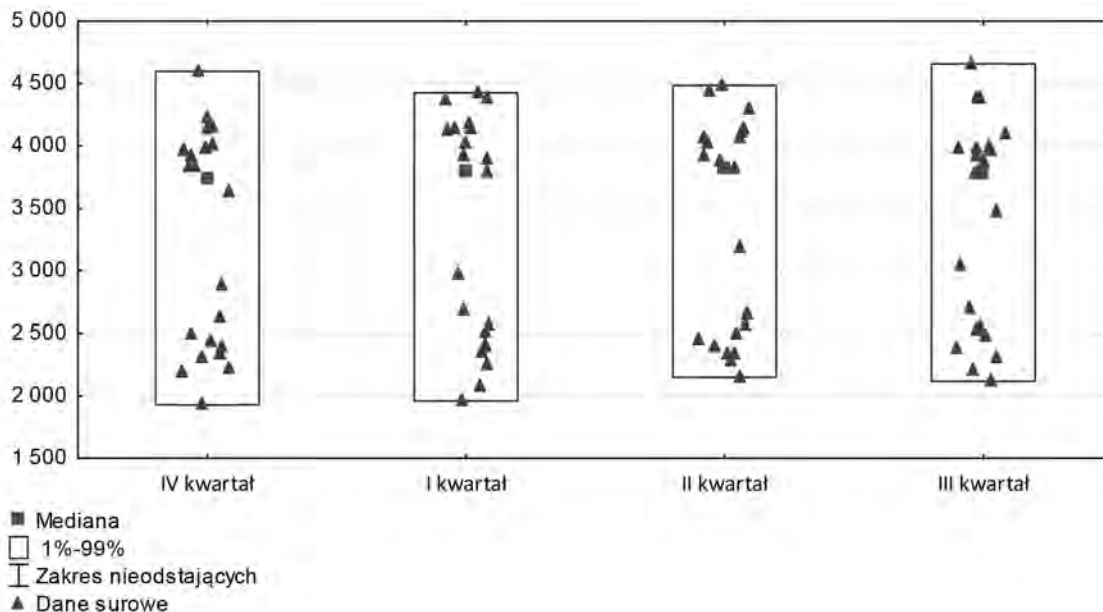 5 000
4 500
4 000
3 500
3 000
2 500
2 000
1 500
IV kwartał I kwartał II kwartał III kwartał
Mediana
1%-99%
Zakres nieodstających
Dane surowe